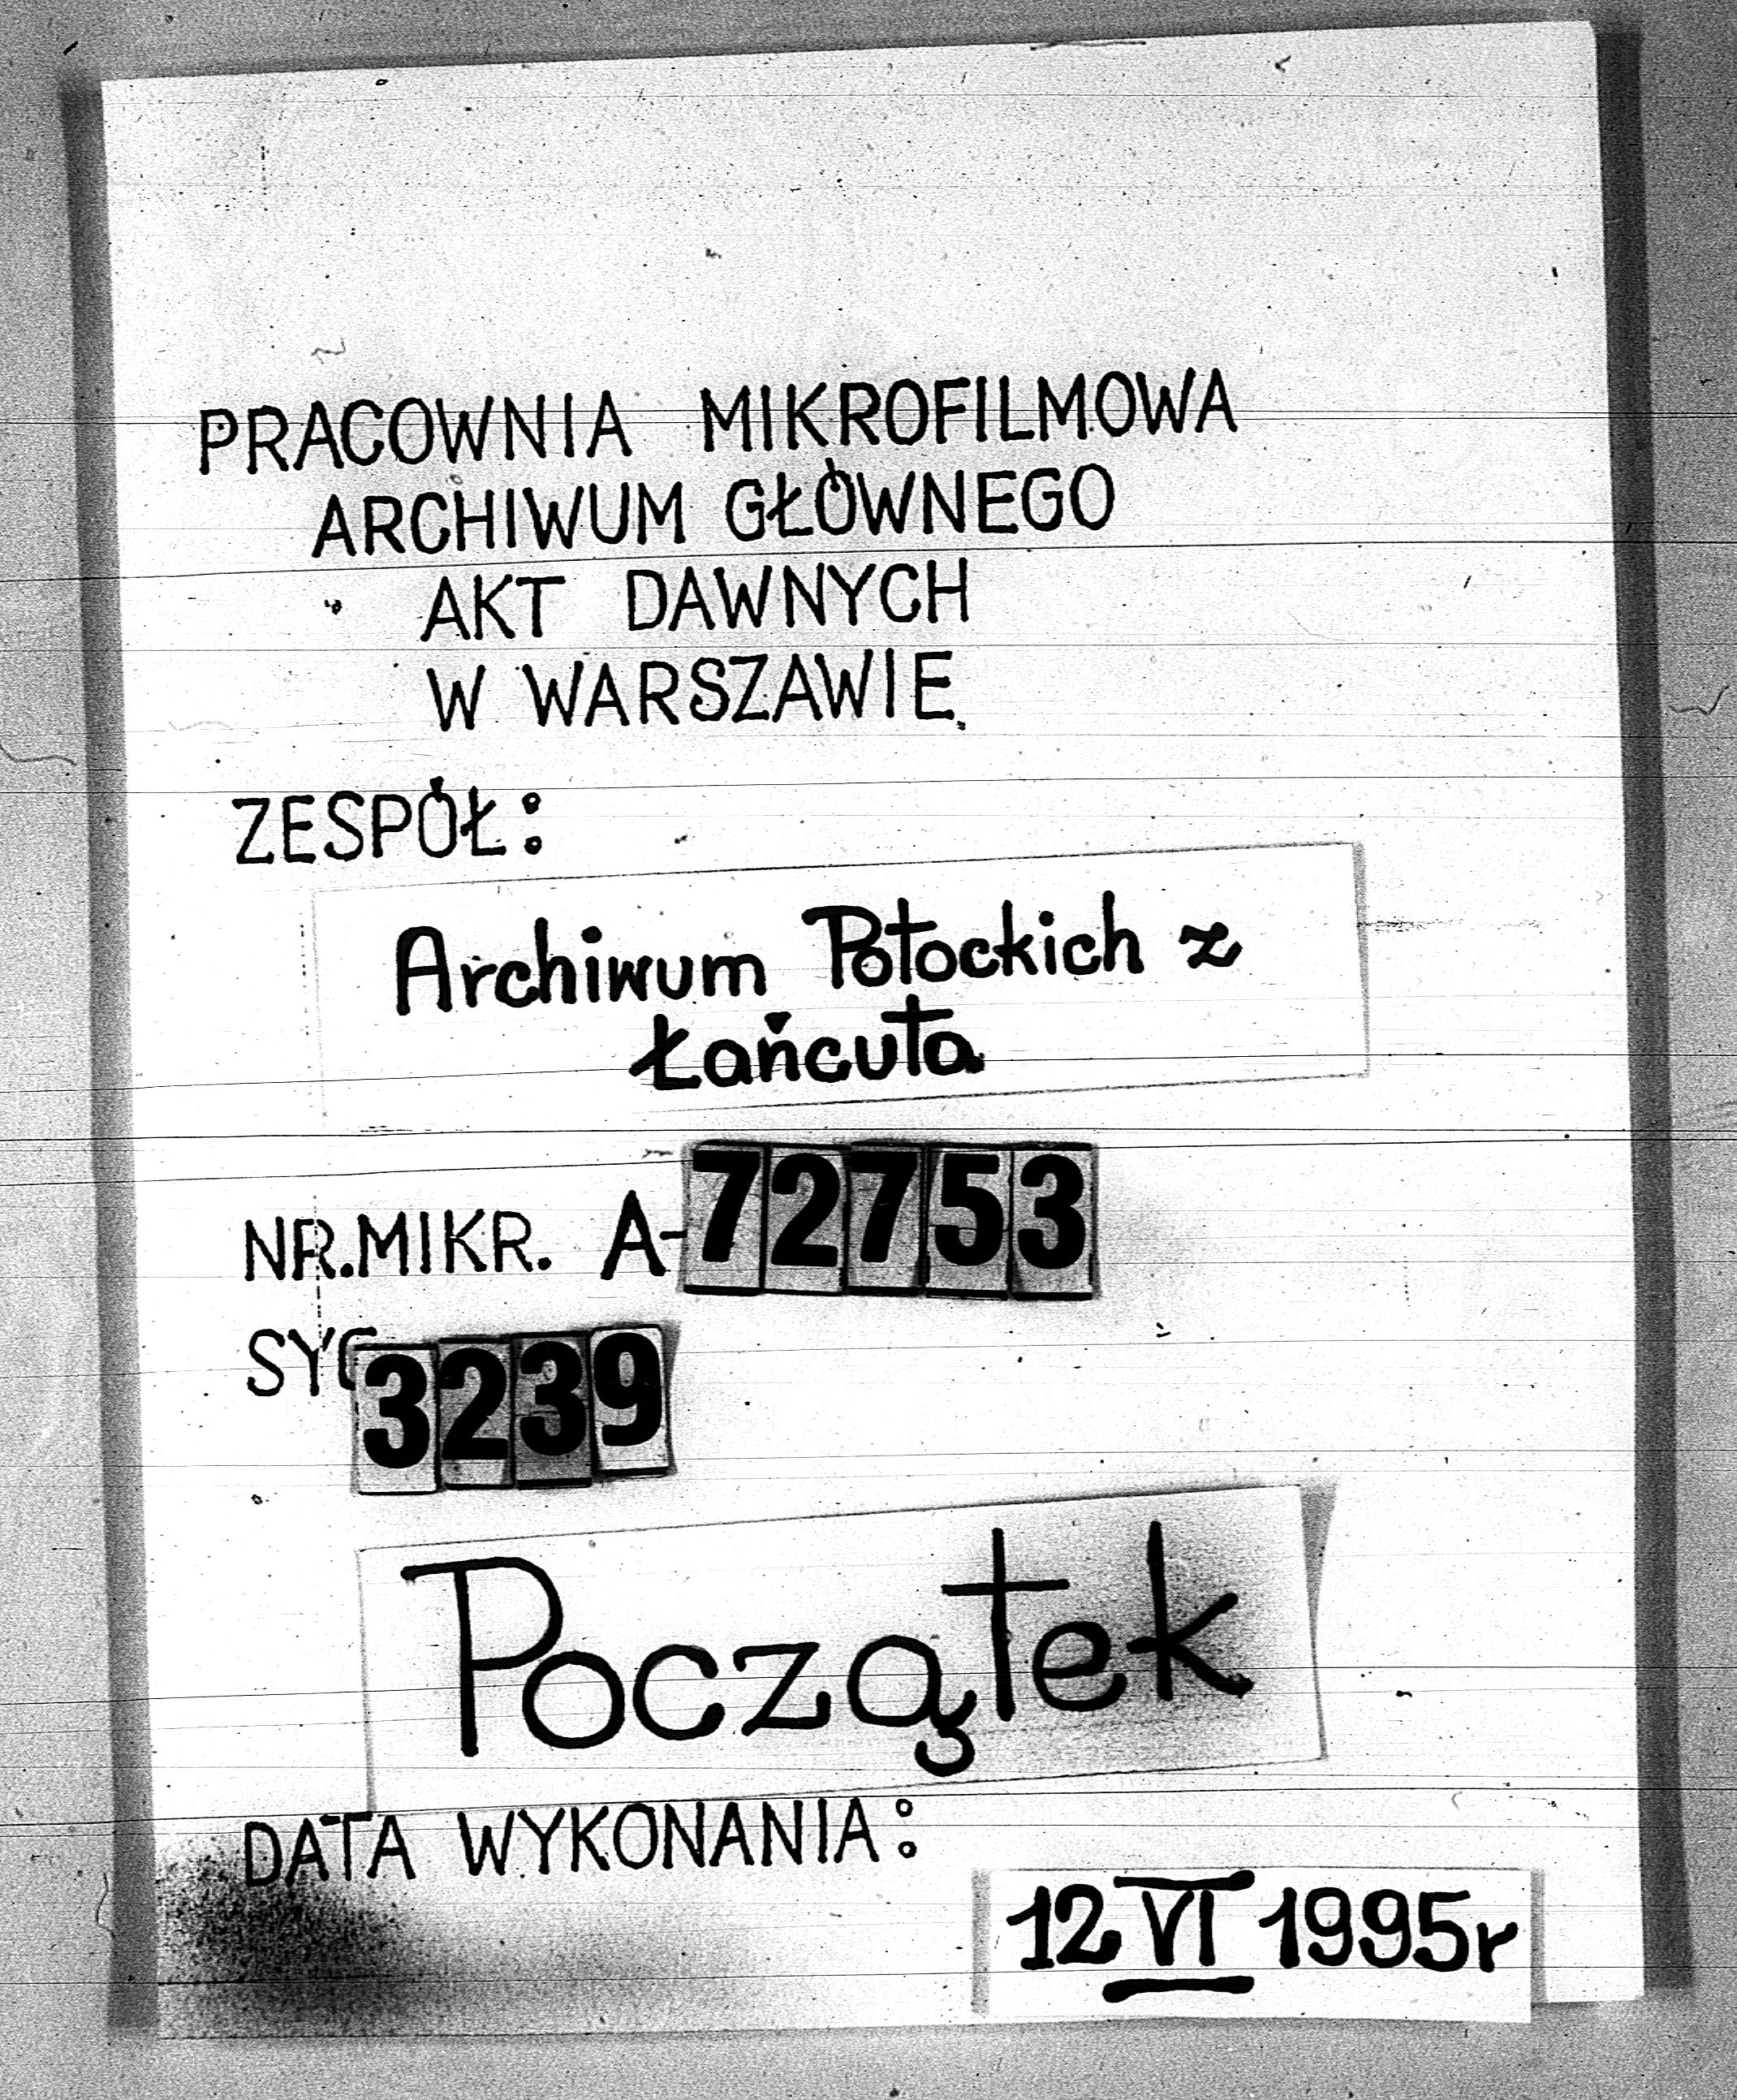 PRACOWNIA MIKROFILMOWA
ARCHIWUM GŁÓWNEGO
AKT DAWNYCH
W WARSZAWIE
ZESPÓŁ:
Archiwum Potockich z
Łańcuta
NR.MIKR. A-72753
SYG 3239
Początek
DATA WYKONANIA:
12 VI 1995r